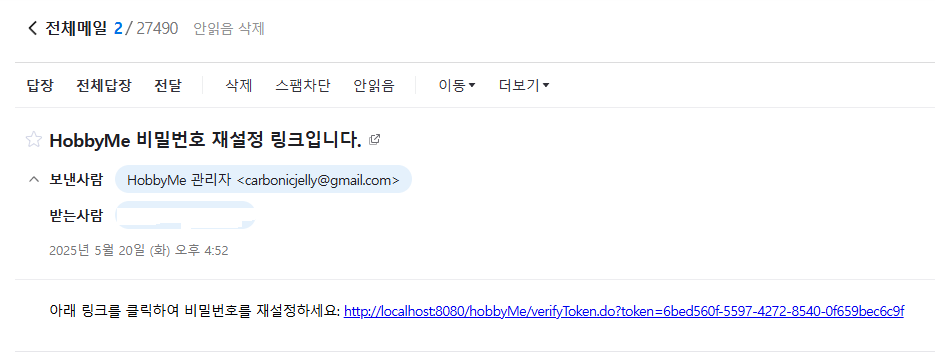 전체메일 2 / 27490 안읽음 삭제
답장 전체답장 전달 삭제 스팸차단 안읽음 이동 더보기
HobbyMe 비밀번호 재설정 링크입니다.
보낸사람 HobbyMe 관리자 <carbonicjelly@gmail.com>
받는사람
2025년 5월 20일 (화) 오후 4:52
아래 링크를 클릭하여 비밀번호를 재설정하세요: http://localhost:8080/hobbyMe/verifyToken.do?token=6bed560f-5597-4272-8540-0f659bec6c9f